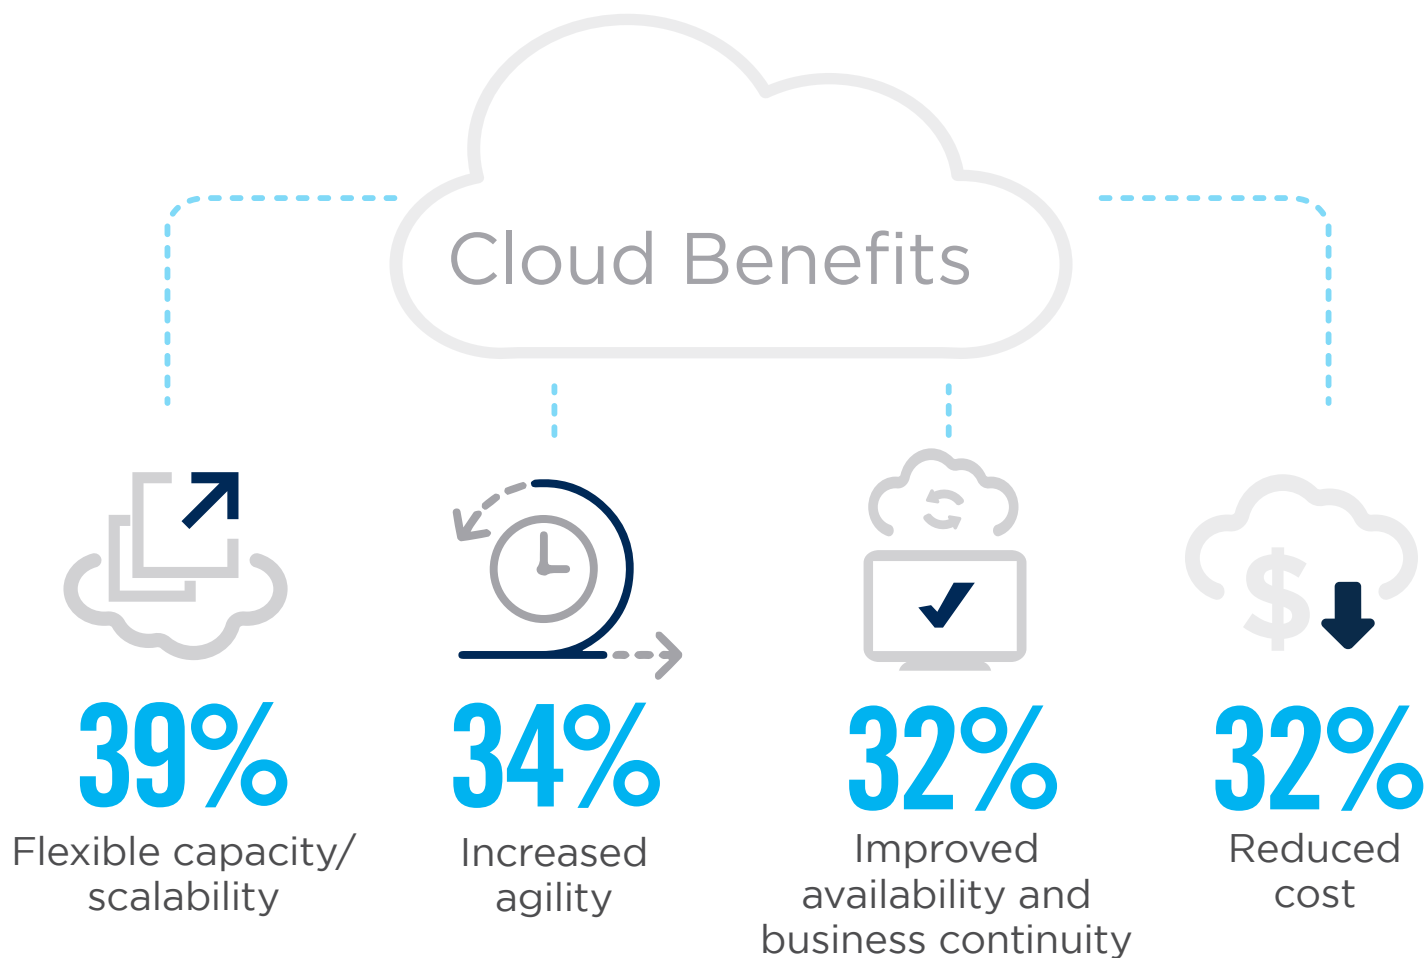 Cloud Benefits
39%
Flexible capacity/
scalability
34%
Increased
agility
32%
Improved
availability and
business continuity
$
32%
Reduced
cost